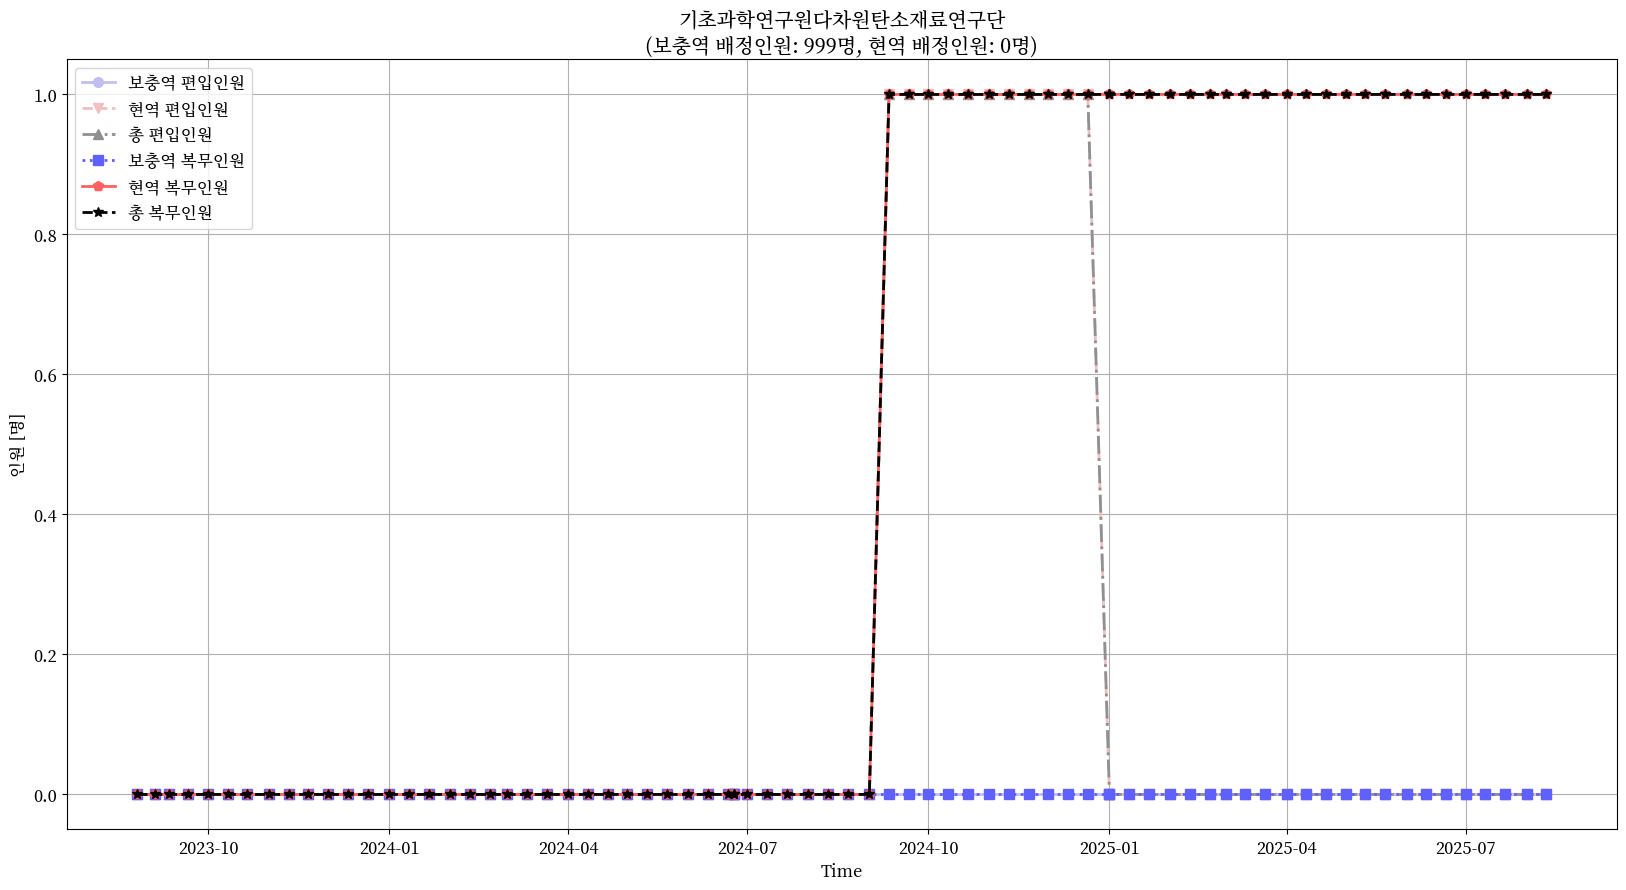 기초과학연구원다차원탄소재료연구단
(보충역 배정인원: 999명, 현역 배정인원: 0명)
보충역 편입인원
현역 편입인원
총 편입인원
보충역 복무인원
현역 복무인원
총 복무인원
1.0
0.8
0.6
0.4
0.2
0.0
인원 [명]
2023-10 2024-01 2024-04 2024-07 2024-10 2025-01 2025-04 2025-07
Time